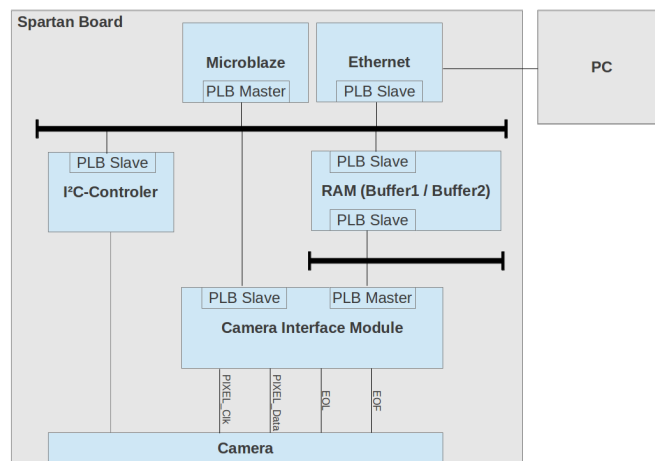 Spartan Board
Microblaze
PLB Master
Ethernet
PLB Slave
PC
PLB Slave
I²C-Controler
PLB Slave
RAM (Buffer1 / Buffer2)
PLB Slave
PLB Slave
PLB Master
Camera Interface Module
PIXEL_Clk
PIXEL_Data
EOL
EOF
Camera